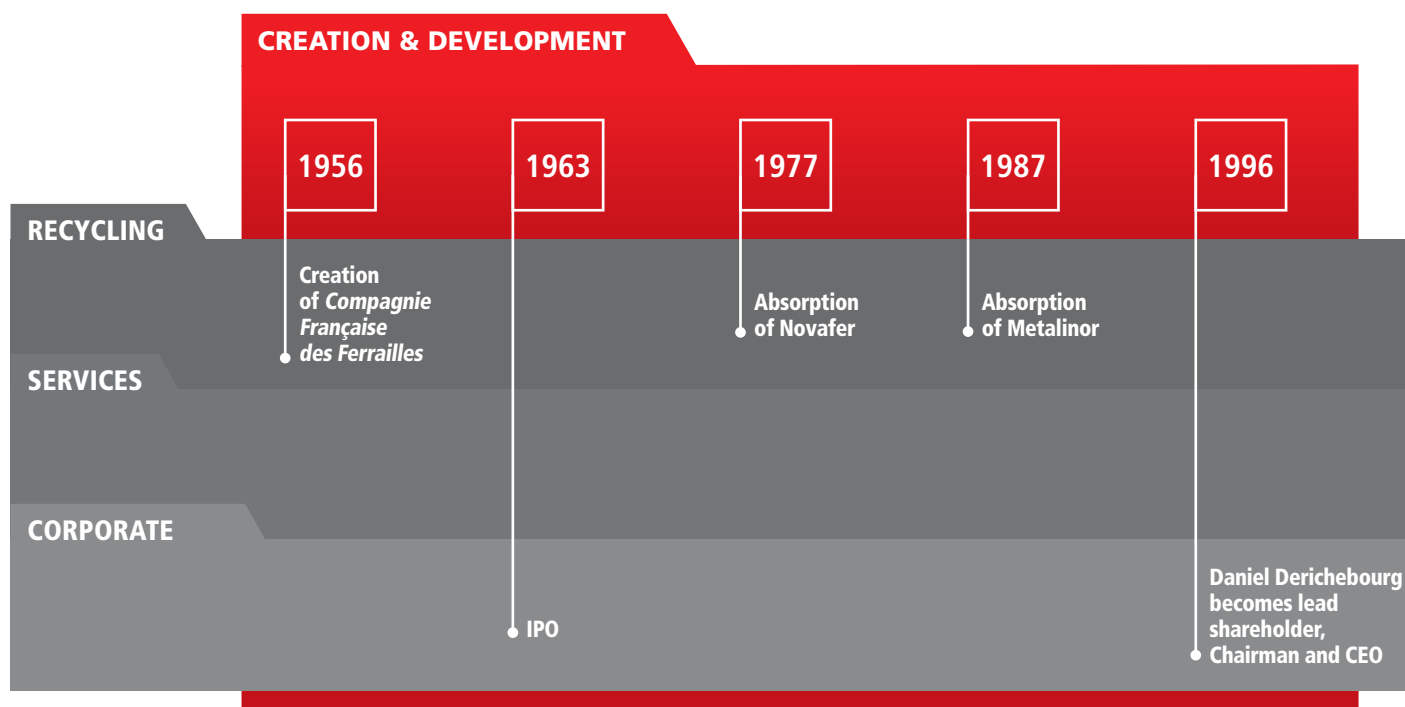 CREATION & DEVELOPMENT
1956
1963
1977
1987
1996
RECYCLING
Creation
of Compagnie
Française
des Ferrailles
Absorption
of Novafer
Absorption
of Metalinor
SERVICES
CORPORATE
IPO
Daniel Derichebourg
becomes lead
shareholder,
Chairman and CEO